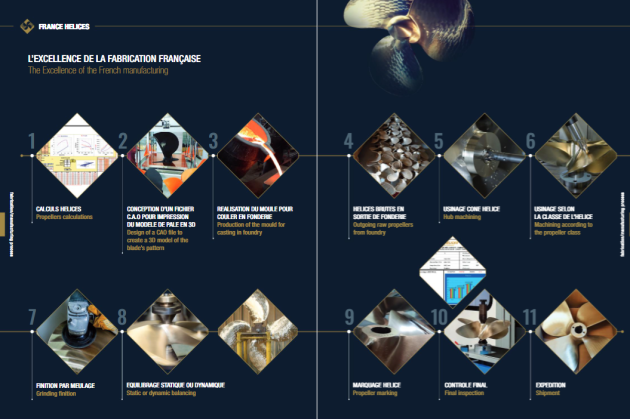 FRANCE HELICES
L'EXCELLENCE DE LA FABRICATION FRANÇAISE
The Excellence of the French manufacturing
1
CALCULS HELICES
Propellers calculations
2
CONCEPTION D'UN FICHIER
C.A.O POUR IMPRESSION
DU MODELE DE PALE EN 3D
Design of a CAO file to
create a 3D model of the
blade's pattern
3
REALISATION DU MOULE POUR
COULER EN FONDERIE
Production of the mould for
casting in foundry
4
HELICES BRUTES EN
SORTIE DE FONDERIE
Outgoing raw propellers
from foundry
5
USINAGE CONE HELICE
Hub machining
6
USINAGE SELON
LA CLASSE DE L'HELICE
Machining according to
the propeller class
fabrication/manufacturing process
fabrication/manufacturing process
7
FINITION PAR MEULAGE
Grinding finition
8
EQUILIBRAGE STATIQUE OU DYNAMIQUE
Static or dynamic balancing
9
MARQUAGE HELICE
Propeller marking
10
CONTROLE FINAL
Final inspection
11
EXPEDITION
Shipment